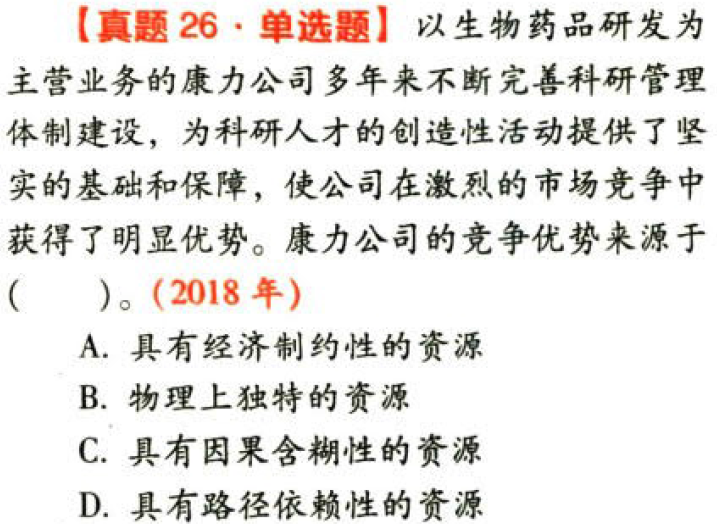 【真题 26 · 单选题】 以生物药品研发为
主营业务的康力公司多年来不断完善科研管理
体制建设，为科研人才的创造性活动提供了坚
实的基础和保障，使公司在激烈的市场竞争中
获得了明显优势。康力公司的竞争优势来源于
(　　)。(2018 年)
A. 具有经济制约性的资源
B. 物理上独特的资源
C. 具有因果含糊性的资源
D. 具有路径依赖性的资源